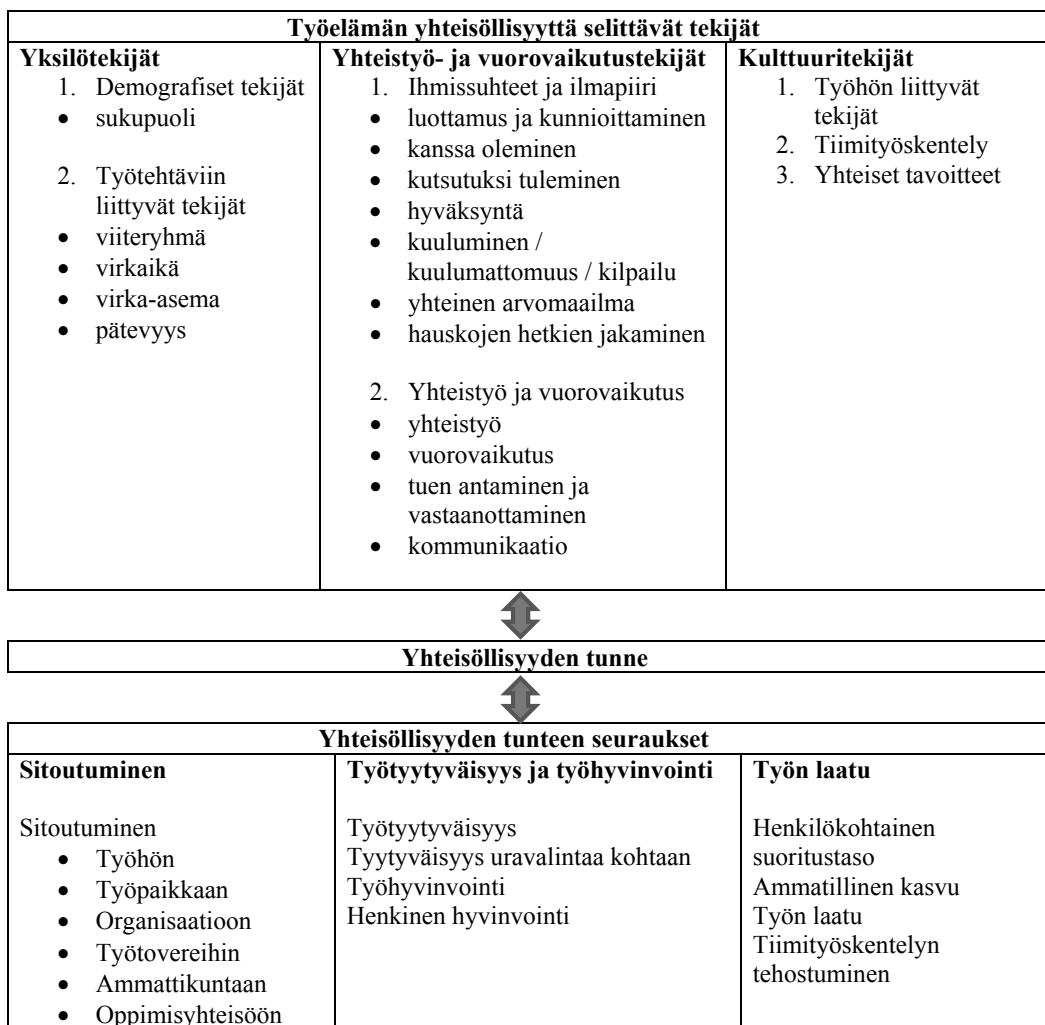 Työelämän yhteisöllisyyttä selittävät tekijät
Yksilötekijät
1. Demografiset tekijät
• sukupuoli
2. Työtehtäviin
liittyvät tekijät
• viiteryhmä
• virkaikä
• virka-asema
• pätevyys
Yhteistyö- ja vuorovaikutustekijät
1. Ihmissuhteet ja ilmapiiri
• luottamus ja kunnioittaminen
• kanssa oleminen
• kutsutuksi tuleminen
• hyväksyntä
• kuuluminen /
kuulumattomuus / kilpailu
• yhteinen arvomaailma
• hauskojen hetkien jakaminen
2. Yhteistyö ja vuorovaikutus
• yhteistyö
• vuorovaikutus
• tuen antaminen ja
vastaanottaminen
• kommunikaatio
Kulttuuritekijät
1. Työhön liittyvät
tekijät
2. Tiimityöskentely
3. Yhteiset tavoitteet
Yhteisöllisyyden tunne
Yhteisöllisyyden tunteen seuraukset
Sitoutuminen
Sitoutuminen
• Työhön
• Työpaikkaan
• Organisaatioon
• Työtovereihin
• Ammattikuntaan
• Oppimisyhteisöön
Työtyytyväisyys ja työhyvinvointi
Työtyytyväisyys
Tyytyväisyys uravalintaa kohtaan
Työhyvinvointi
Henkinen hyvinvointi
Työn laatu
Henkilökohtainen
suoritustaso
Ammatillinen kasvu
Työn laatu
Tiimityöskentelyn
tehostuminen